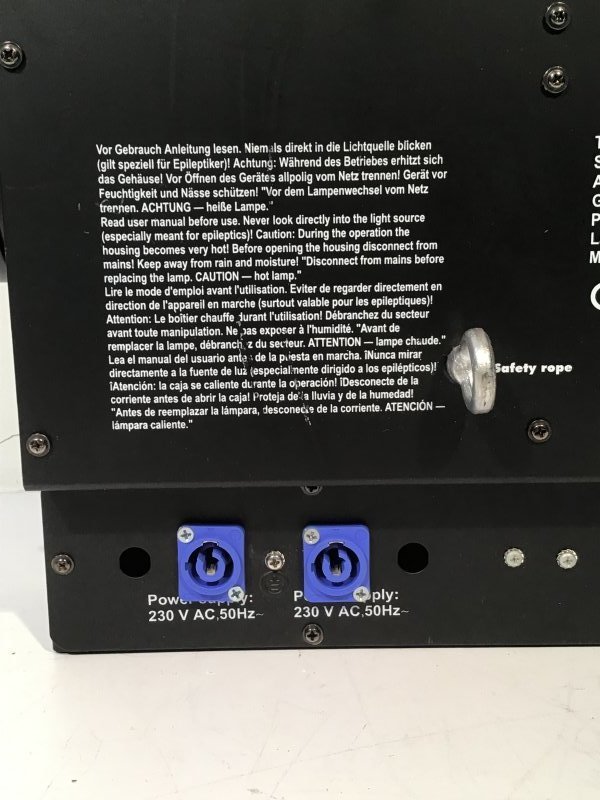 Vor Gebrauch Anleitung lesen. Niemals direkt in die Lichtquelle blicken
(gilt speziell für Epileptiker)! Achtung: Während des Betriebes erhitzt sich
das Gehäuse! Vor Öffnen des Gerätes allpolig vom Netz trennen! Gerät vor
Feuchtigkeit und Nässe schützen! "Vor dem Lampenwechsel vom Netz
trennen. ACHTUNG — heiße Lampe."
Read user manual before use. Never look directly into the light source
(especially meant for epileptics)! Caution: During the operation the
housing becomes very hot! Before opening the housing disconnect from
mains! Keep away from rain and moisture! "Disconnect from mains before
replacing the lamp. CAUTION — hot lamp."
Lire le mode d'emploi avant l'utilisation. Eviter de regarder directement en
direction de l'appareil en marche (surtout valable pour les epileptiques)!
Attention: Le boîtier chauffe durant l'utilisation! Débranchez du secteur
avant toute manipulation. Ne pas exposer à l'humidité. "Avant de
remplacer la lampe, débranchez du secteur. ATTENTION — lampe chaude."
Lea el manual del usuario antes de la puesta en marcha. ¡Nunca mirar
directamente a la fuente de luz (especialmente dirigido a los epilépticos)!
¡Atención: la caja se caliente durante la operación! ¡Desconecte de la
corriente antes de abrir la caja! Proteja de la lluvia y de la humedad!
"Antes de reemplazar la lámpara, desconecte de la corriente. ATENCIÓN —
lámpara caliente."
Safety rope
Power supply:
230 V AC,50Hz~
Power supply:
230 V AC,50Hz~